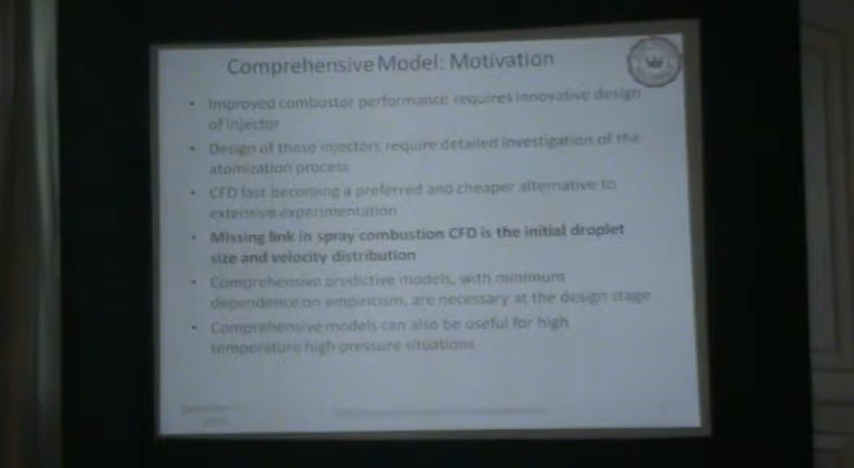 Comprehensive Model: Motivation
• Improved combustor performance requires innovative design
of injector
• Design of these injectors require detailed investigation of the
atomization process
• CFD fast becoming a preferred and cheaper alternative to
extensive experimentation
• Missing link in spray combustion CFD is the initial droplet
size and velocity distribution
• Comprehensive predictive models, with minimum
dependence on empiricism, are necessary at the design stage
• Comprehensive models can also be useful for high
temperature high pressure situations